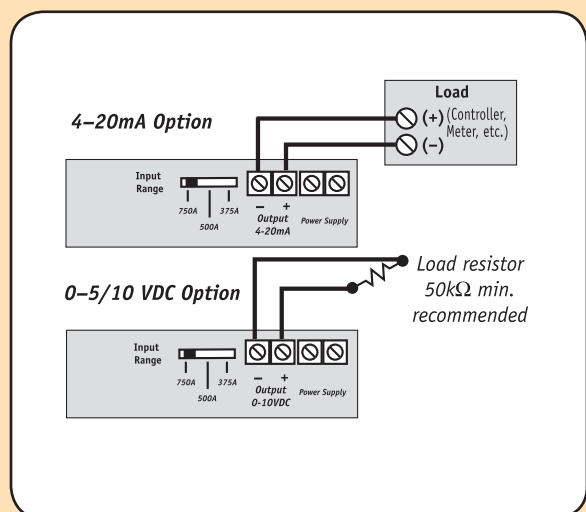 Load
(+) (Controller,
Meter, etc.)
(–)
4–20mA Option
Input
Range
750A
500A
375A
– +
Output
4-20mA
Power Supply
0–5/10 VDC Option
Load resistor
50kΩ min.
recommended
Input
Range
750A
500A
375A
– +
Output
0-10VDC
Power Supply